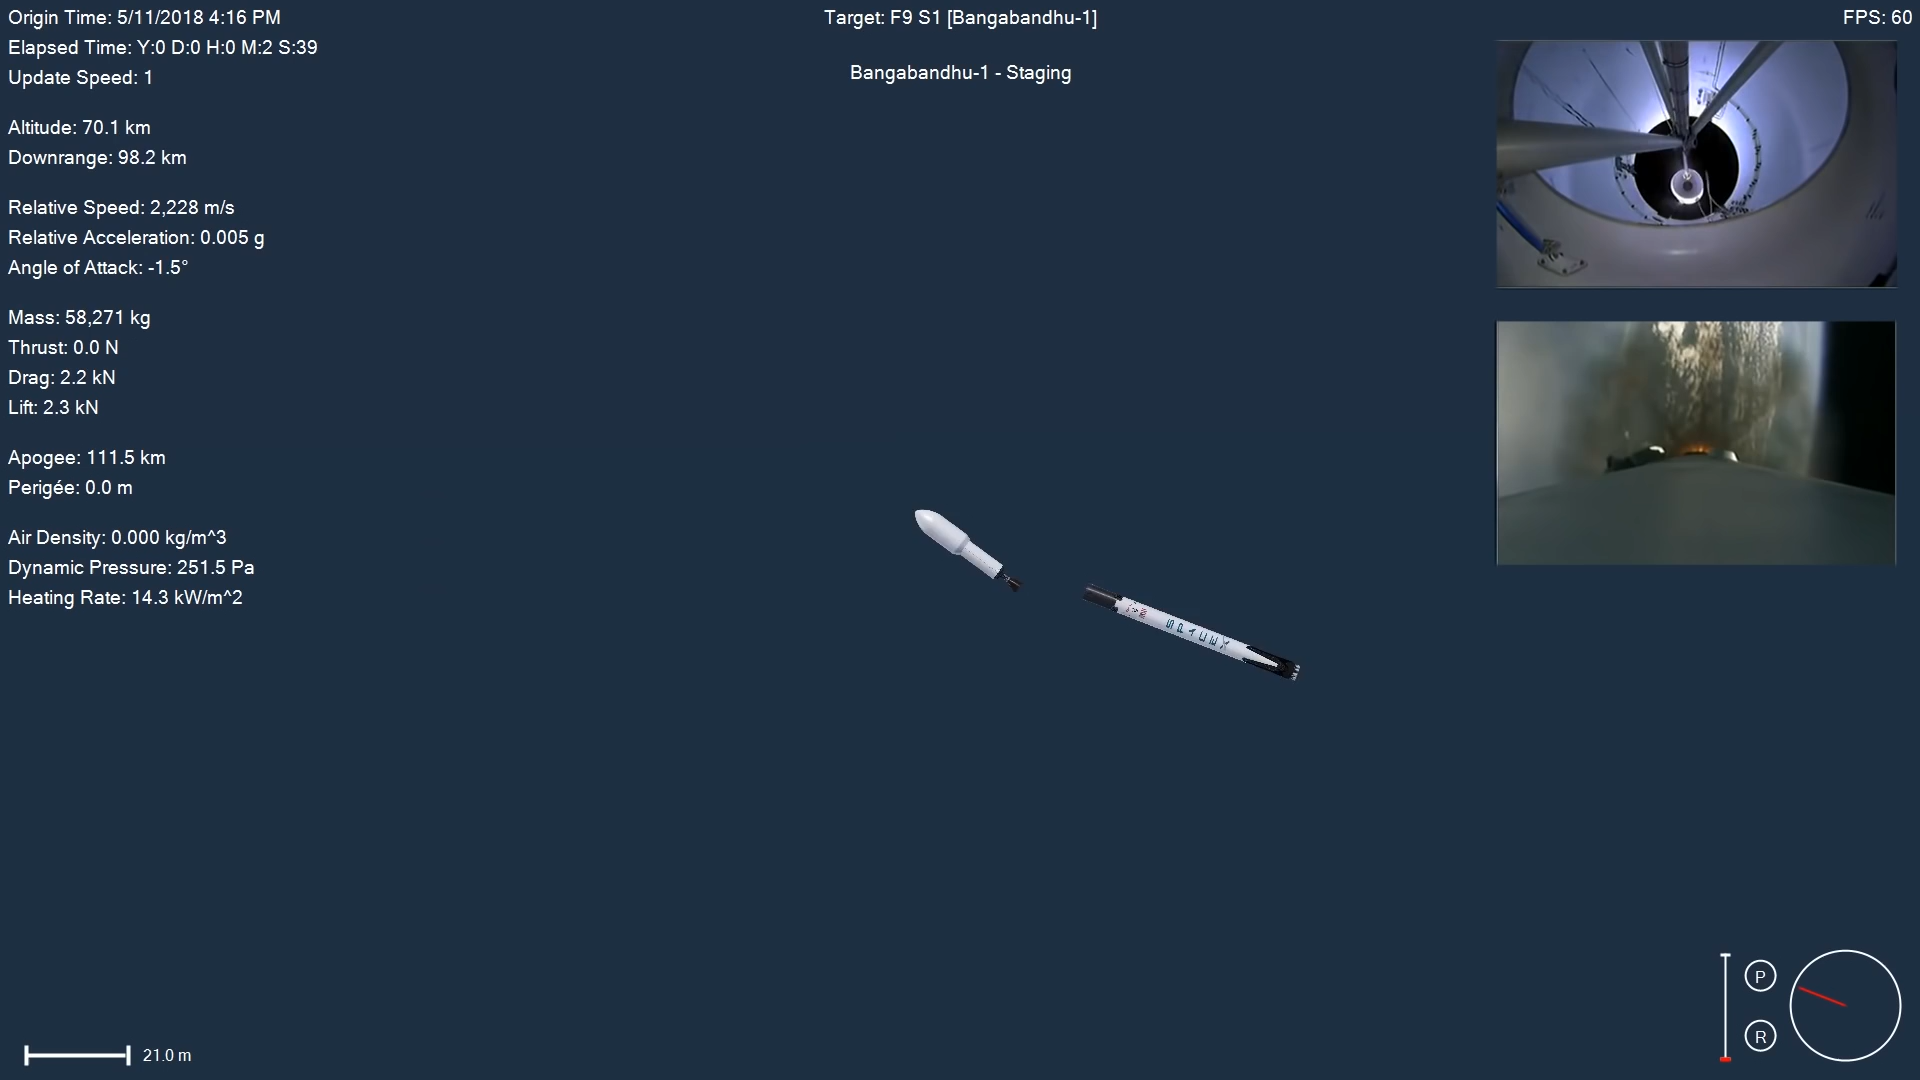 Origin Time: 5/11/2018 4:16 PM
Elapsed Time: Y:0 D:0 H:0 M:2 S:39
Update Speed: 1
Altitude: 70.1 km
Downrange: 98.2 km
Relative Speed: 2,228 m/s
Relative Acceleration: 0.005 g
Angle of Attack: -1.5°
Mass: 58,271 kg
Thrust: 0.0 N
Drag: 2.2 kN
Lift: 2.3 kN
Apogee: 111.5 km
Perigée: 0.0 m
Air Density: 0.000 kg/m^3
Dynamic Pressure: 251.5 Pa
Heating Rate: 14.3 kW/m^2
Target: F9 S1 [Bangabandhu-1]
Bangabandhu-1 - Staging
FPS: 60
SPACEX
P
R
21.0 m